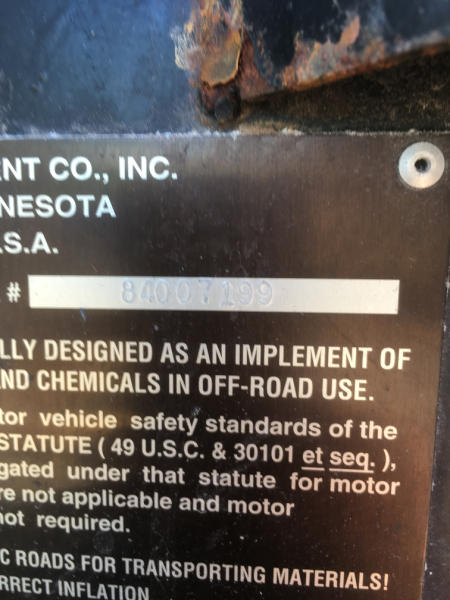 ENT CO., INC.
NESOTA
.S.A.
# 84007199
LLY DESIGNED AS AN IMPLEMENT OF
ND CHEMICALS IN OFF-ROAD USE.
tor vehicle safety standards of the
STATUTE ( 49 U.S.C. & 30101 et seq. ),
gated under that statute for motor
re not applicable and motor
not required.
C ROADS FOR TRANSPORTING MATERIALS!
RRECT INFLATION